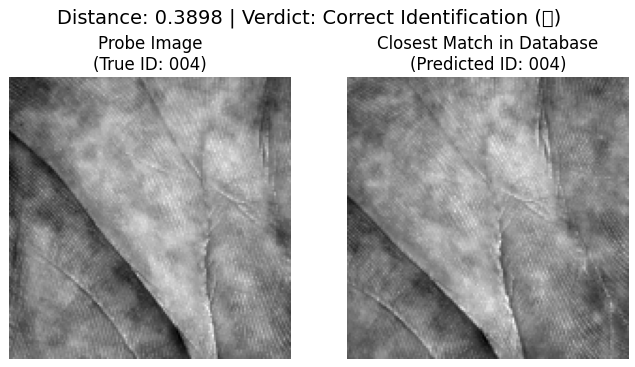 Distance: 0.3898 | Verdict: Correct Identification (▯)
Probe Image
(True ID: 004)
Closest Match in Database
(Predicted ID: 004)